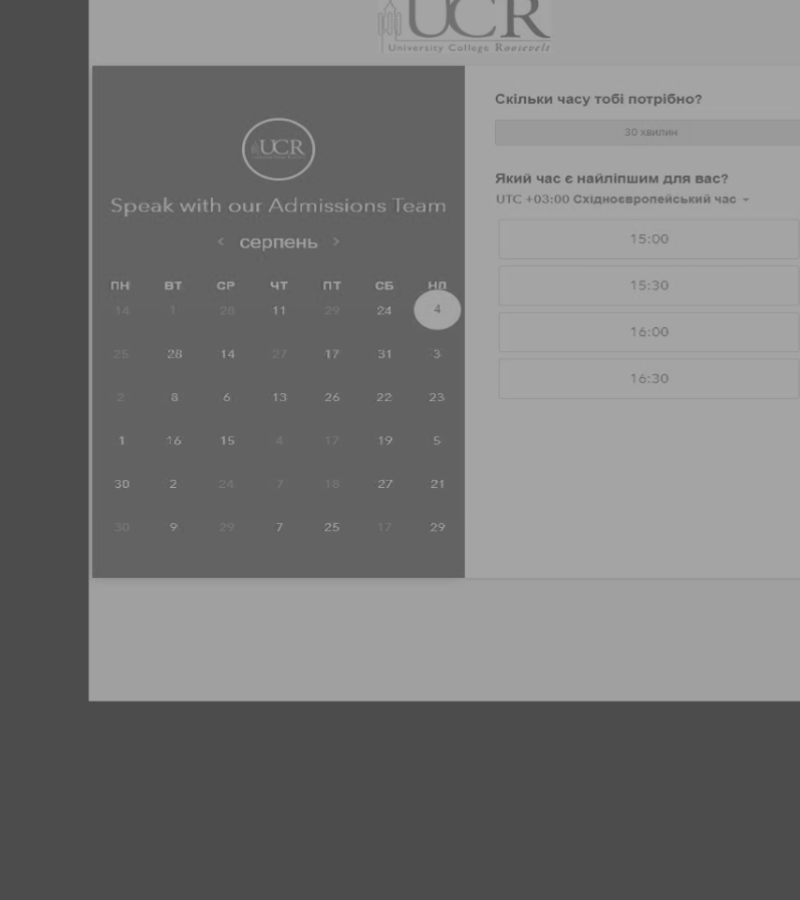 UCR
University College Roosevelt
UCR
Speak with our Admissions Team
< серпень >
ПН ВТ СР ЧТ ПТ СБ НД
14 1 28 11 29 24 4
25 28 14 27 17 31 3
2 8 6 13 26 22 23
1 16 15 4 17 19 5
30 2 24 7 18 27 21
30 9 29 7 25 17 29
Скільки часу тобі потрібно?
30 хвилин
Який час є найліпшим для вас?
UTC +03:00 Східноєвропейський час
15:00
15:30
16:00
16:30